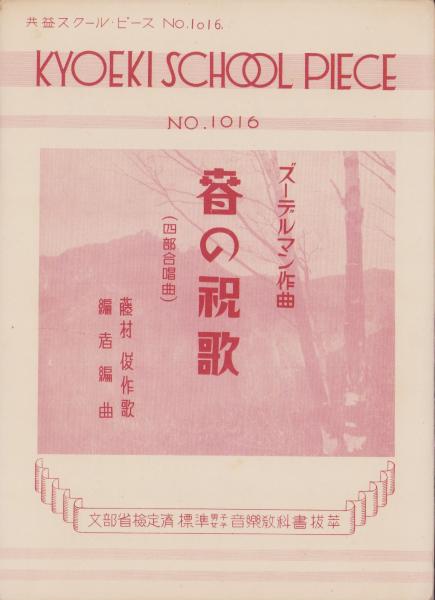 共益スクール・ピース NO.1016.
KYOEKI SCHOOL PIECE
NO.1016
ズーデルマン作曲
春の祝歌
(四部合唱曲)
藤村俊作歌
編者編曲
文部省検定済標準男子女子音楽教科書抜萃